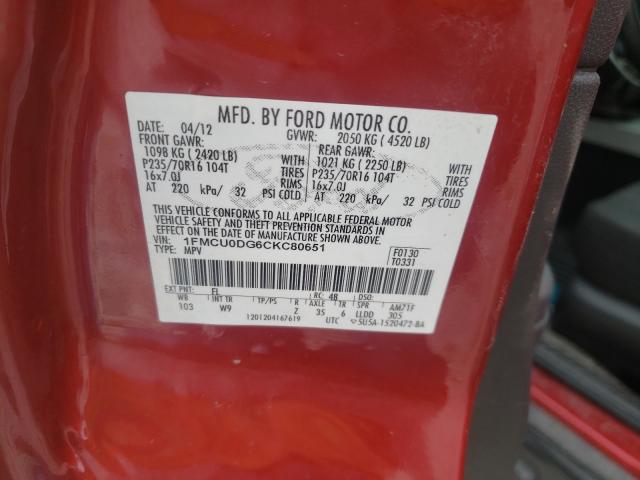 MFD. BY FORD MOTOR CO.
DATE: 04/12 GVWR: 2050 KG ( 4520 LB)
FRONT GAWR: REAR GAWR:
1098 KG ( 2420 LB) WITH 1021 KG ( 2250 LB) WITH
P235/70R16 104T TIRES P235/70R16 104T TIRES
16x7.0J RIMS 16x7.0J RIMS
AT 220 kPa/ 32 PSI COLD AT 220 kPa/ 32 PSI COLD
THIS VEHICLE CONFORMS TO ALL APPLICABLE FEDERAL MOTOR
VEHICLE SAFETY AND THEFT PREVENTION STANDARDS IN
EFFECT ON THE DATE OF MANUFACTURE SHOWN ABOVE.
VIN: 1FMCU0DG6CKC80651
TYPE: MPV
F0130
T0331
EXT PNT: FL RC: 48 DSO:
WB INT TR TP/PS R AXLE TR SPR AM71F
103 W9 Z 35 6 LLDD 305
1201204167619 UTC 5U5A-1520472-BA